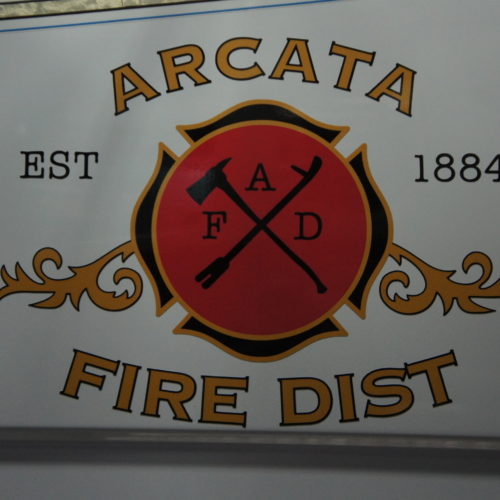 ARCATA
EST 1884
A
F D
FIRE DIST